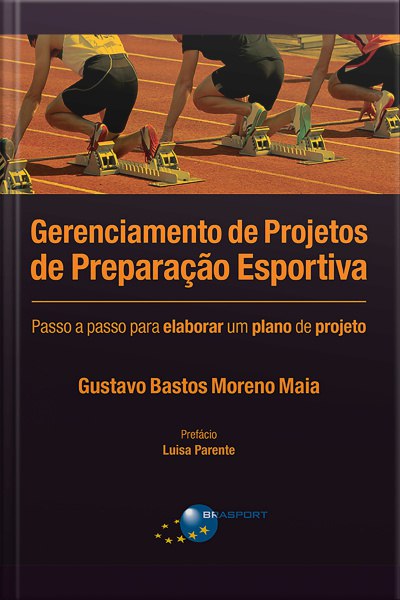 Gerenciamento de Projetos
de Preparação Esportiva
Passo a passo para elaborar um plano de projeto
Gustavo Bastos Moreno Maia
Prefácio
Luisa Parente
BRASPORT